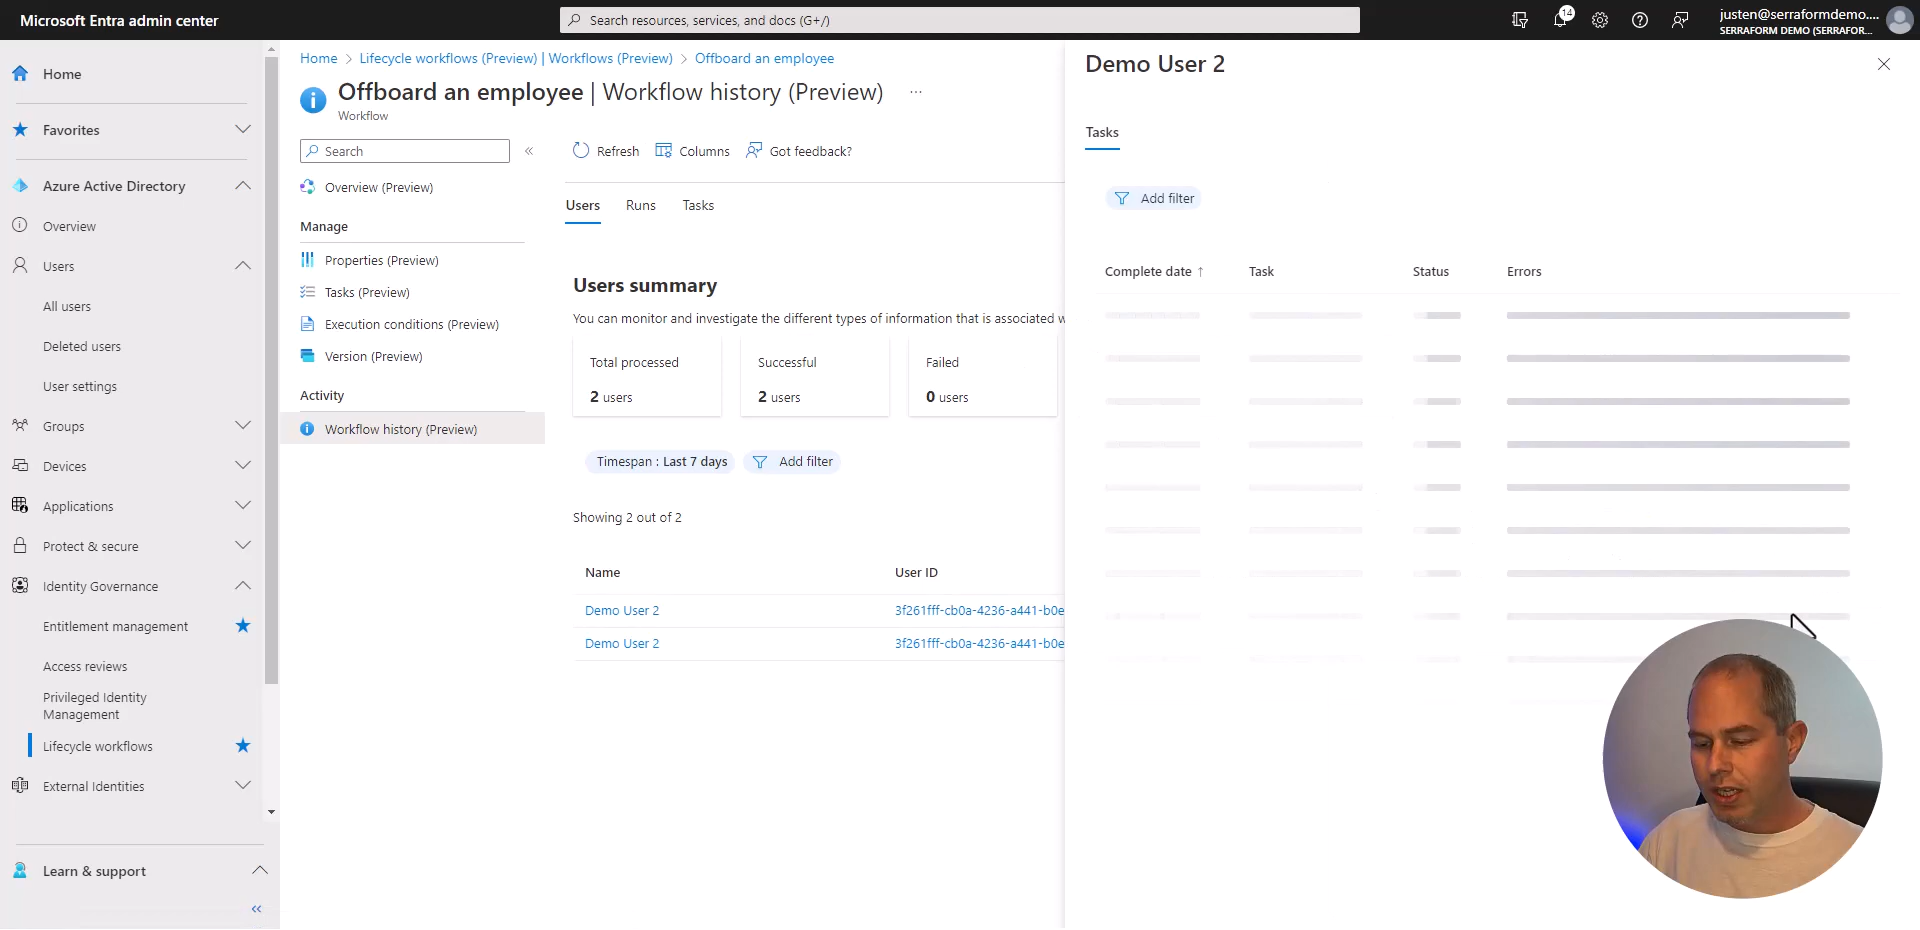 Microsoft Entra admin center
Search resources, services, and docs (G+/)
14
justen@serraformdemo....
SERRAFORM DEMO (SERRAFOR...
Home
Favorites
Azure Active Directory
Overview
Users
All users
Deleted users
User settings
Groups
Devices
Applications
Protect & secure
Identity Governance
Entitlement management
Access reviews
Privileged Identity
Management
Lifecycle workflows
External Identities
Learn & support
Home > Lifecycle workflows (Preview) | Workflows (Preview) > Offboard an employee
Offboard an employee | Workflow history (Preview) ...
Workflow
Search
Overview (Preview)
Manage
Properties (Preview)
Tasks (Preview)
Execution conditions (Preview)
Version (Preview)
Activity
Workflow history (Preview)
Refresh Columns Got feedback?
Users Runs Tasks
Users summary
You can monitor and investigate the different types of information that is associated w
Total processed Successful Failed
2 users 2 users 0 users
Timespan : Last 7 days Add filter
Showing 2 out of 2
Name User ID
Demo User 2 3f261fff-cb0a-4236-a441-b0e
Demo User 2 3f261fff-cb0a-4236-a441-b0e
Demo User 2
Tasks
Add filter
Complete date ↑ Task Status Errors